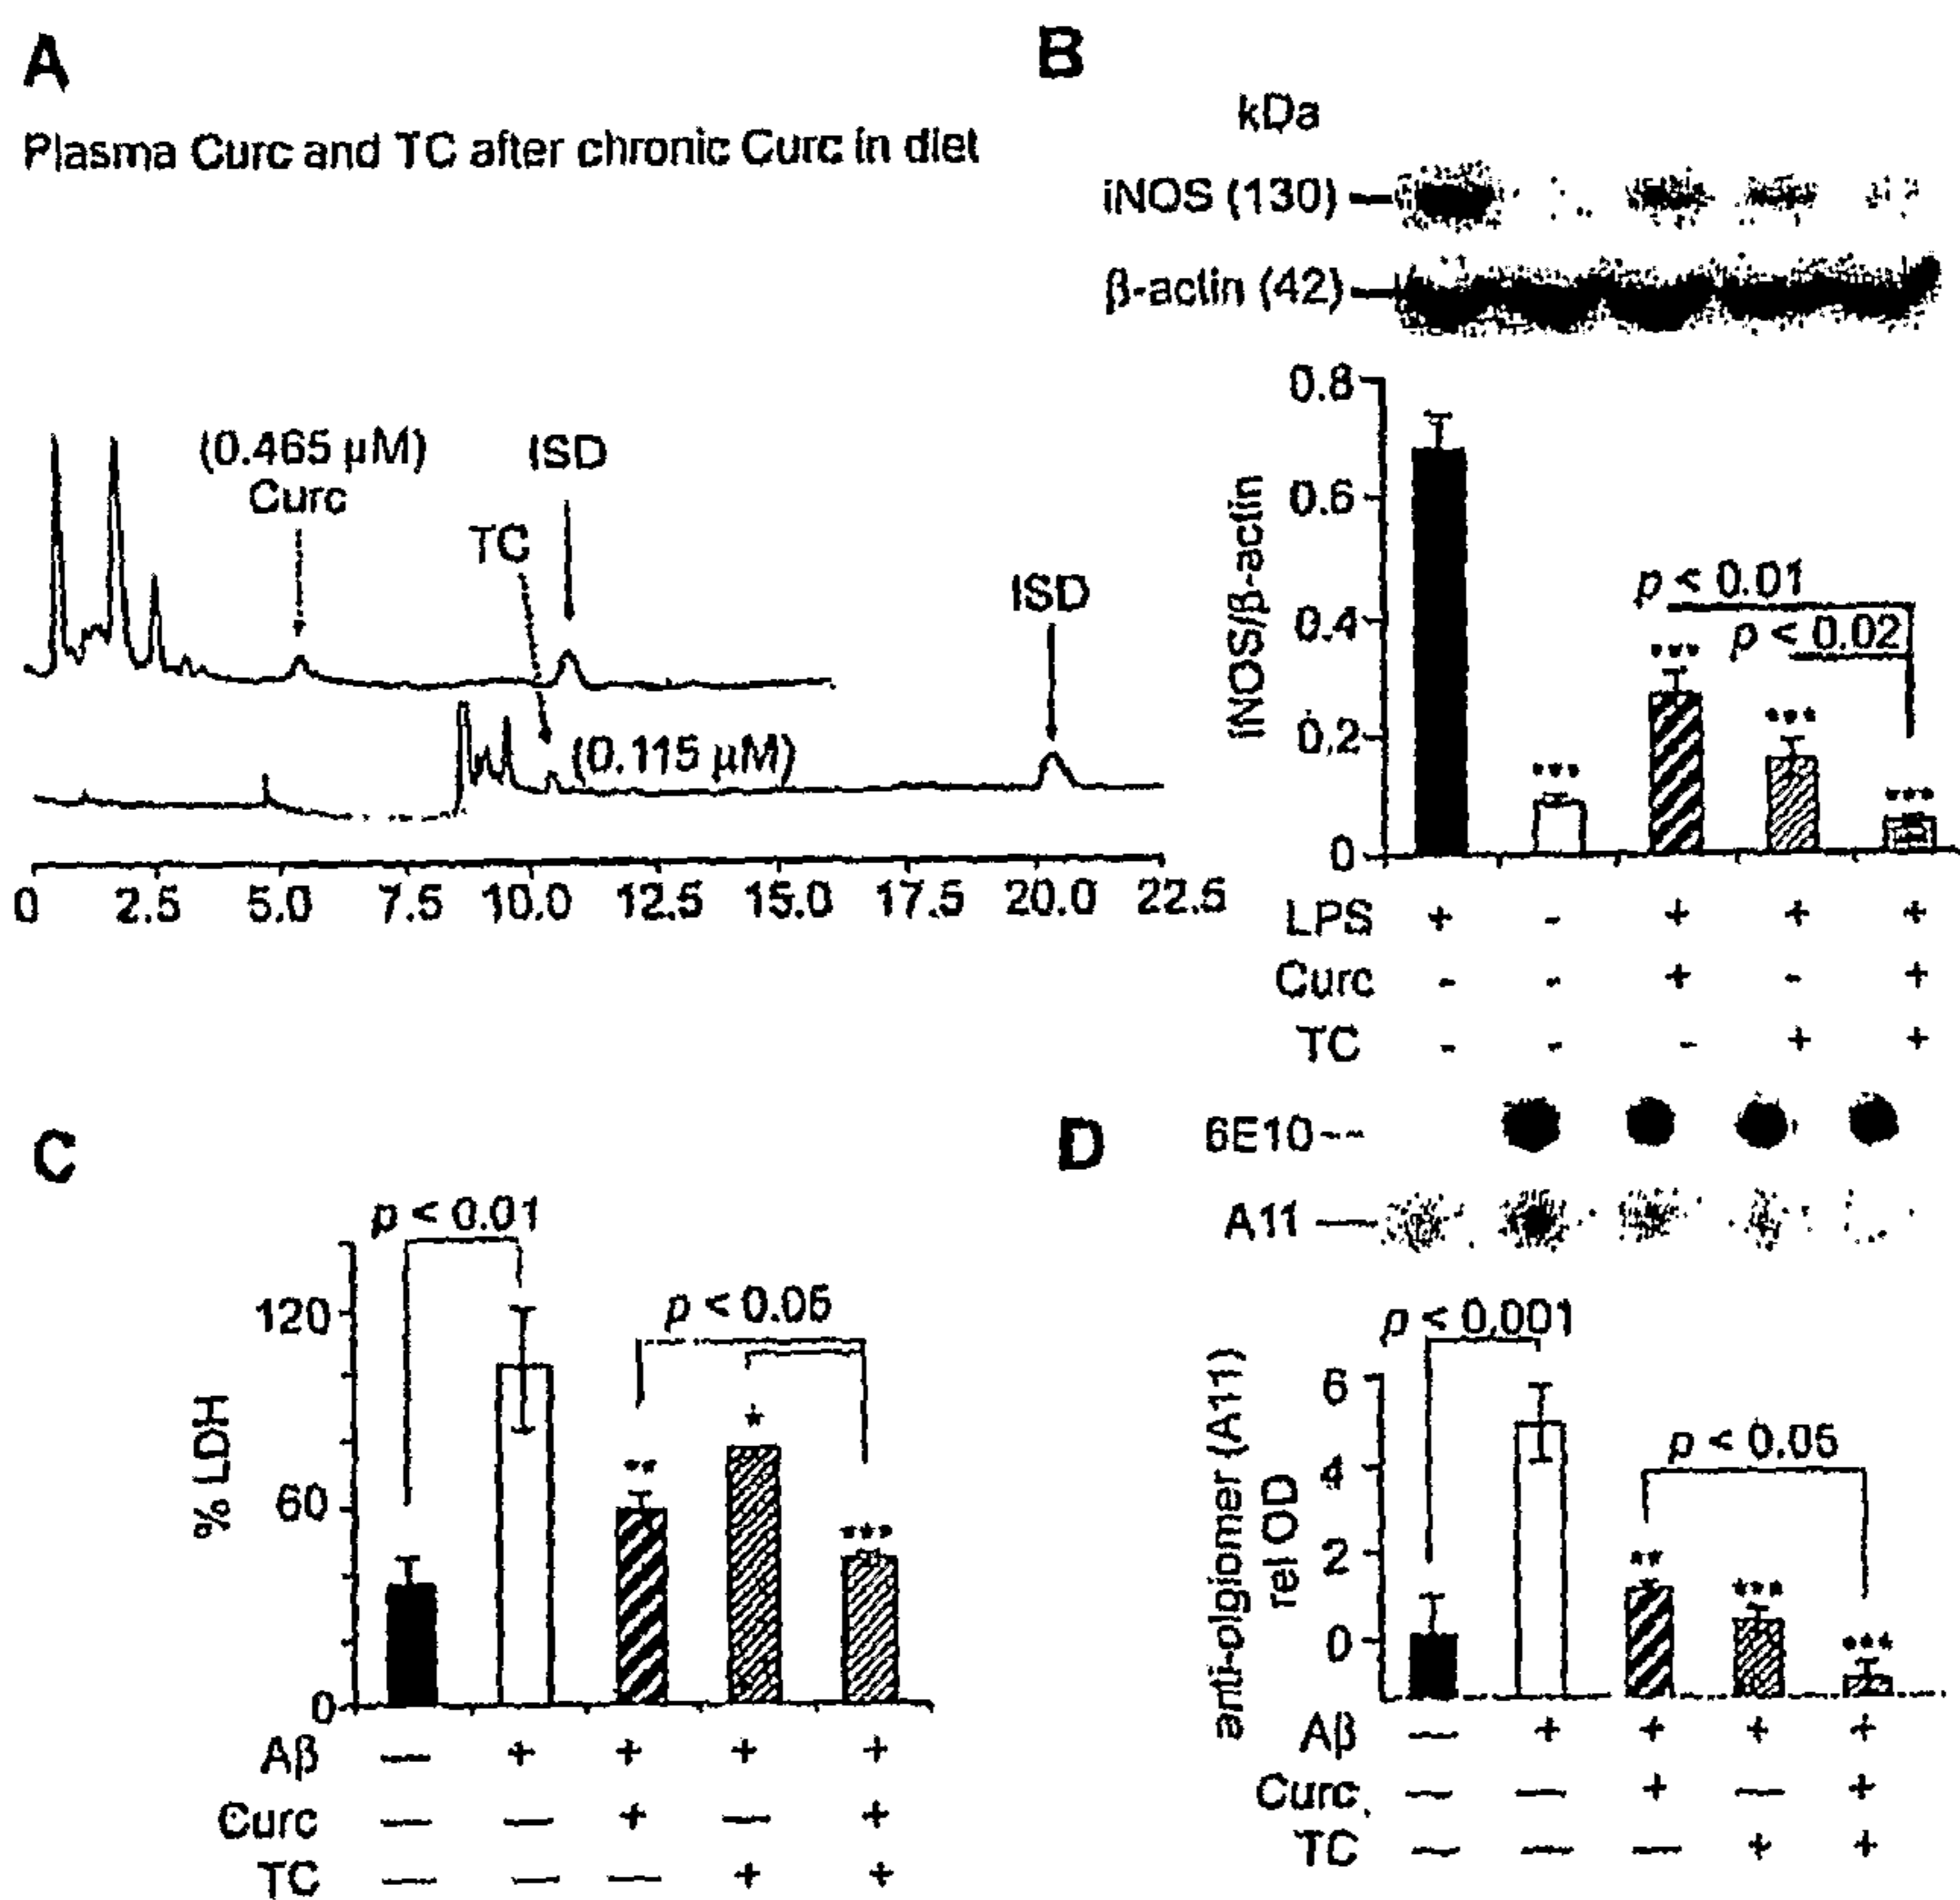 A
Plasma Curc and TC after chronic Curc in diet
(0.465 µM)
Curc
ISD
TC
ISD
(0.115 µM)
0 2.5 5.0 7.5 10.0 12.5 15.0 17.5 20.0 22.5
B
kDa
iNOS (130)
β-actin (42)
iNOS/β-actin
0.8
0.6
0.4
0.2
0
p < 0.01
p < 0.02
***
***
***
***
LPS + - + + +
Curc - - + - +
TC - - - + +
C
p < 0.01
p < 0.05
% LDH
120
60
0
**
*
***
Aβ — + + + +
Curc — — + — +
TC — — — + +
D
6E10
A11
p < 0.001
p < 0.05
anti-olgiomer (A11)
rel OD
6
4
2
0
**
***
***
Aβ — + + + +
Curc — — + — +
TC — — — + +